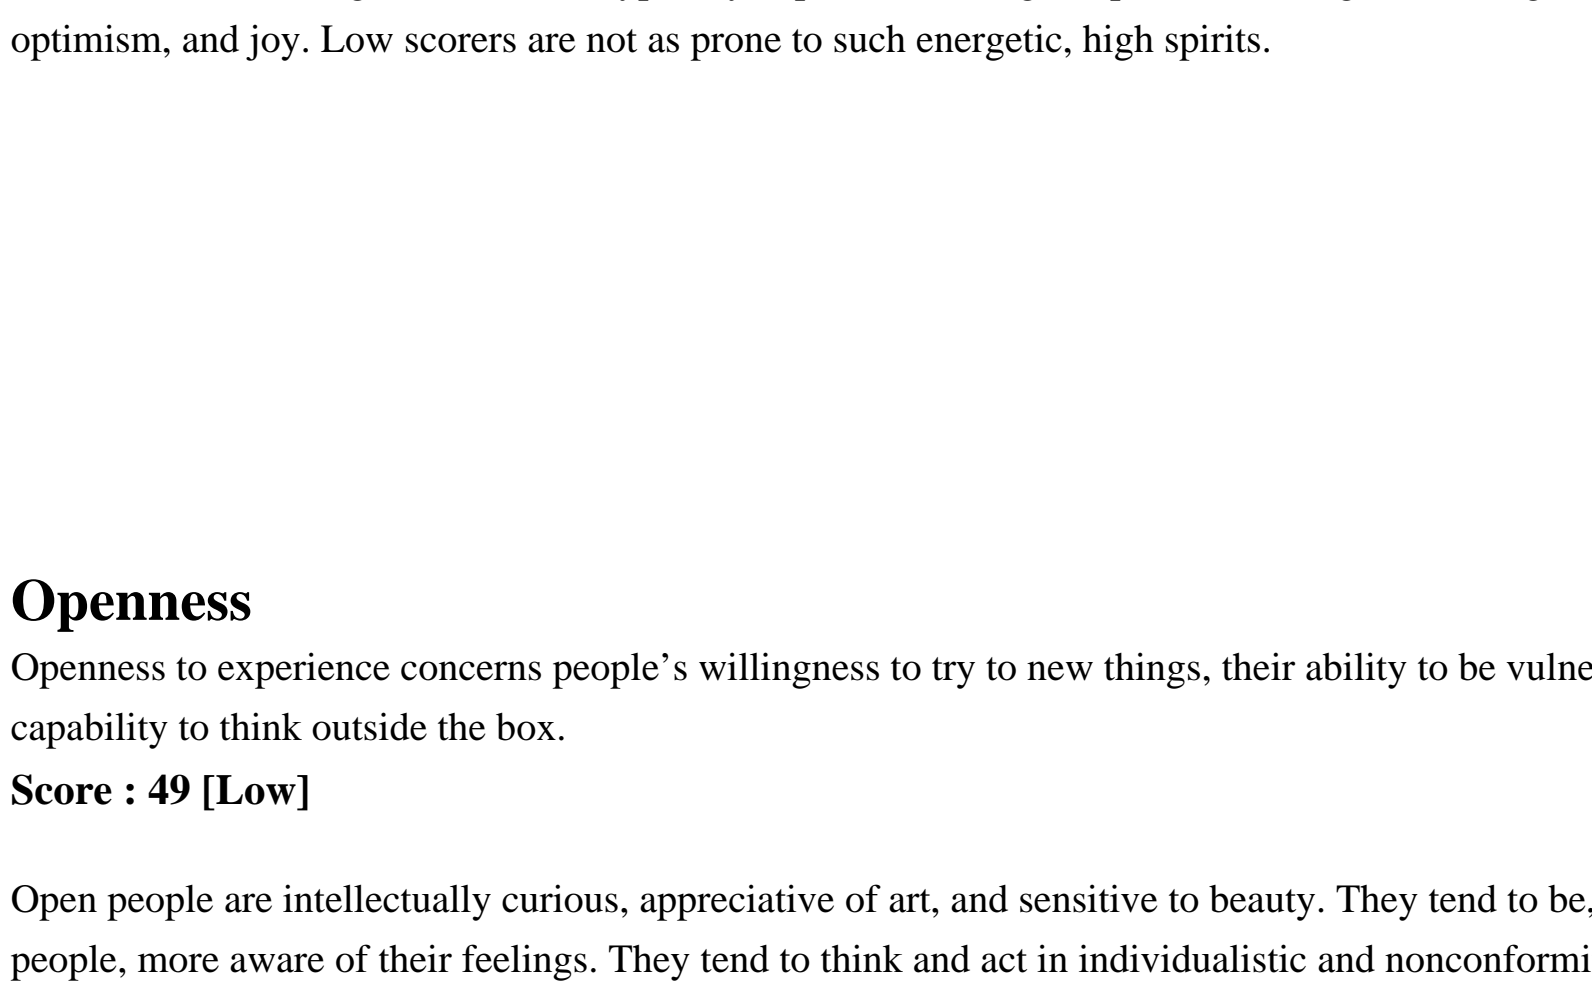 optimism, and joy. Low scorers are not as prone to such energetic, high spirits.
Openness
Openness to experience concerns people’s willingness to try to new things, their ability to be vulne
capability to think outside the box.
Score : 49 [Low]
Open people are intellectually curious, appreciative of art, and sensitive to beauty. They tend to be,
people, more aware of their feelings. They tend to think and act in individualistic and nonconformi